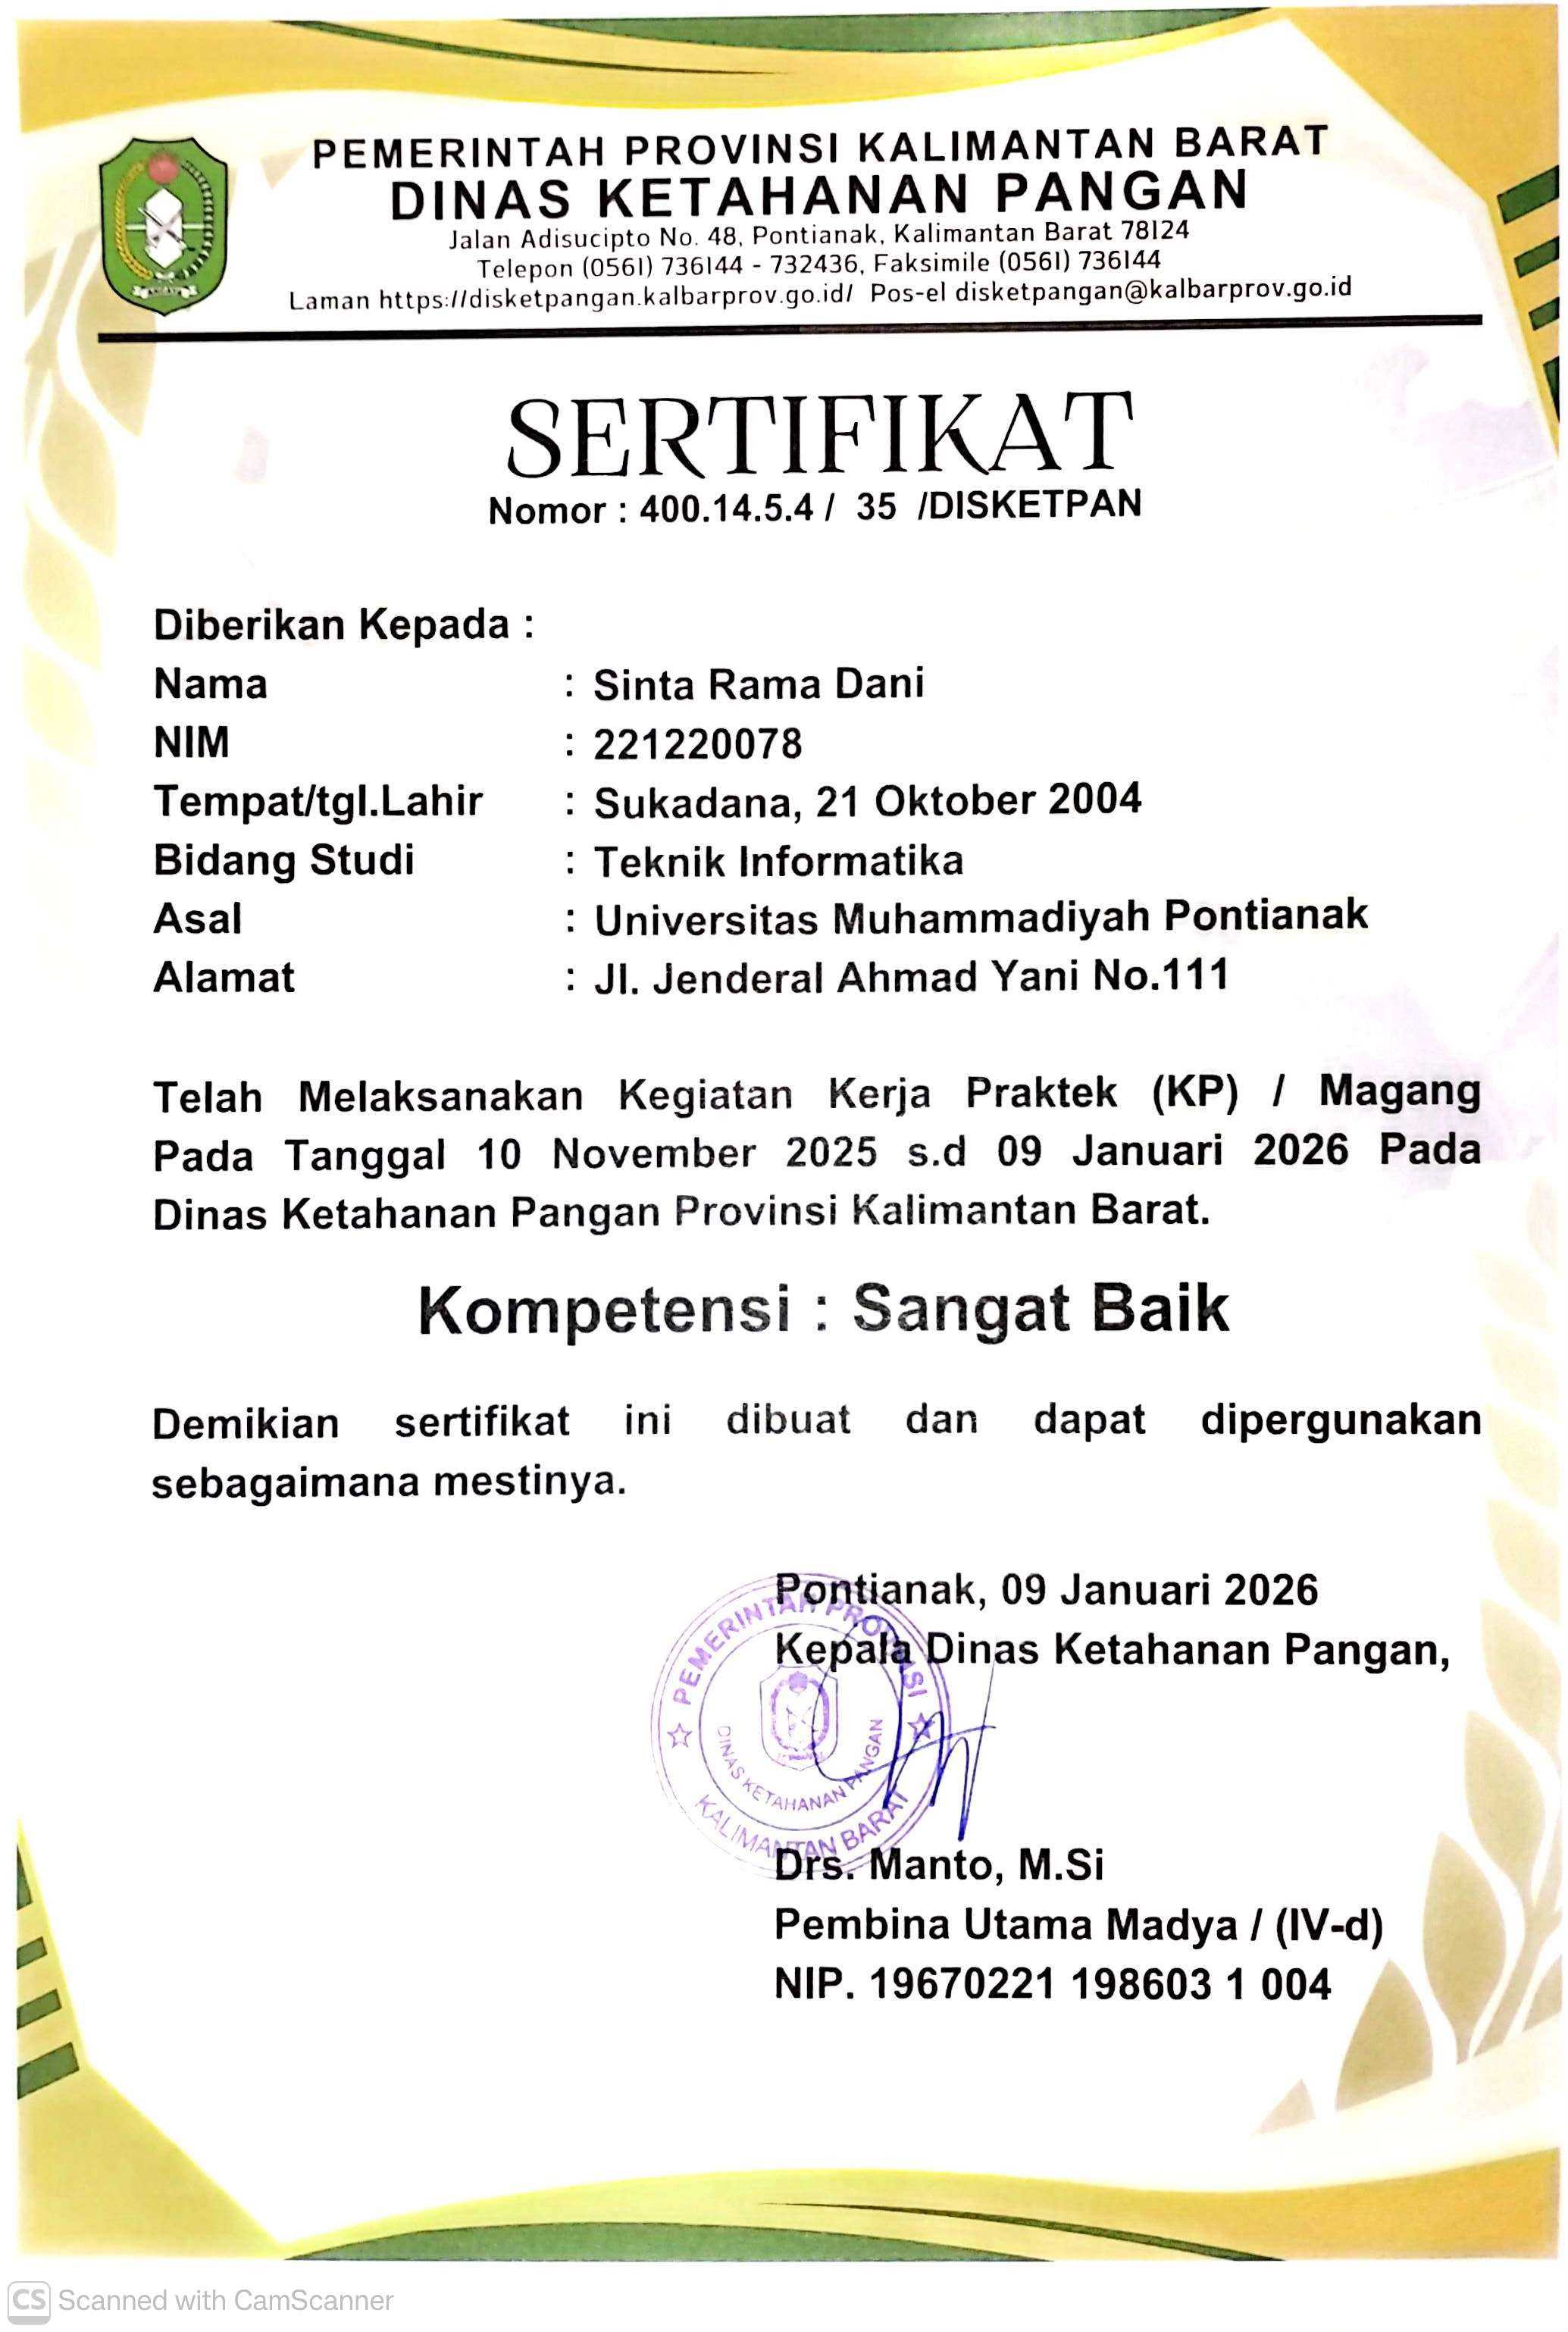 PEMERINTAH PROVINSI KALIMANTAN BARAT
DINAS KETAHANAN PANGAN
Jalan Adisucipto No. 48, Pontianak, Kalimantan Barat 78124
Telepon (0561) 736144 - 732436, Faksimile (0561) 736144
Laman https://disketpangan.kalbarprov.go.id/ Pos-el disketpangan@kalbarprov.go.id
SERTIFIKAT
Nomor : 400.14.5.4 / 35 /DISKETPAN
Diberikan Kepada :
Nama : Sinta Rama Dani
NIM : 221220078
Tempat/tgl.Lahir : Sukadana, 21 Oktober 2004
Bidang Studi : Teknik Informatika
Asal : Universitas Muhammadiyah Pontianak
Alamat : Jl. Jenderal Ahmad Yani No.111
Telah Melaksanakan Kegiatan Kerja Praktek (KP) / Magang
Pada Tanggal 10 November 2025 s.d 09 Januari 2026 Pada
Dinas Ketahanan Pangan Provinsi Kalimantan Barat.
Kompetensi : Sangat Baik
Demikian sertifikat ini dibuat dan dapat dipergunakan
sebagaimana mestinya.
Pontianak, 09 Januari 2026
Kepala Dinas Ketahanan Pangan,
PEMERINTAH PROVINSI
DINAS KETAHANAN PANGAN
KALIMANTAN BARAT
Drs. Manto, M.Si
Pembina Utama Madya / (IV-d)
NIP. 19670221 198603 1 004
CS Scanned with CamScanner